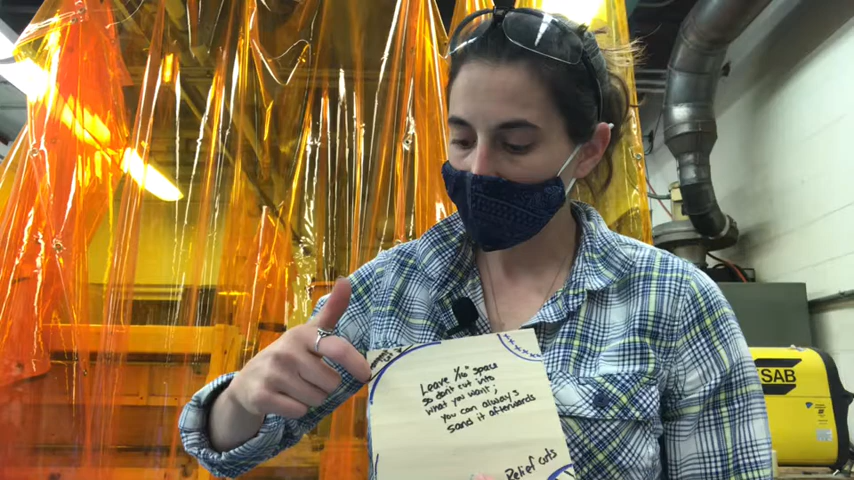 Leave 1/16" space
so don't cut into
what you want;
you can always
sand it afterwards
Relief cuts
ESAB